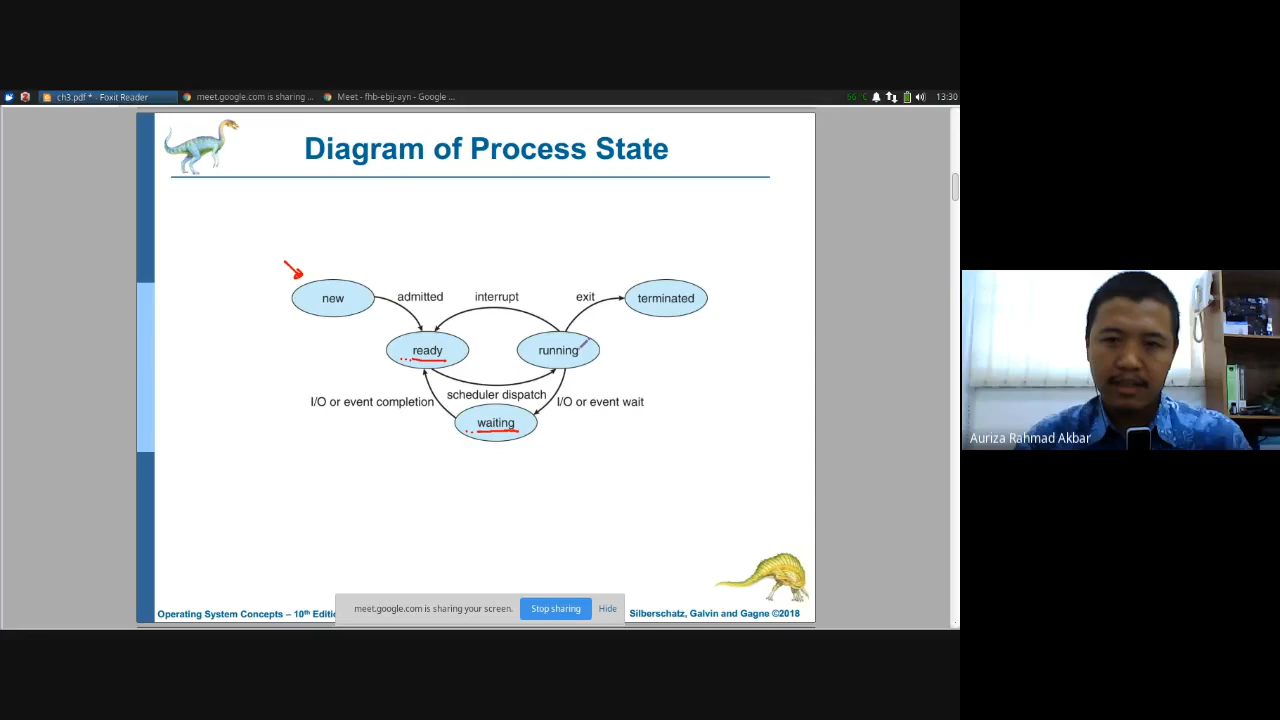 ch3.pdf * - Foxit Reader
meet.google.com is sharing ...
Meet - fhb-ebjj-ayn - Google ...
56°C
13:30
Diagram of Process State
new
admitted
interrupt
exit
terminated
ready
running
I/O or event completion
scheduler dispatch
I/O or event wait
waiting
Auriza Rahmad Akbar
Operating System Concepts – 10th Editio
meet.google.com is sharing your screen.
Stop sharing
Hide
Silberschatz, Galvin and Gagne ©2018